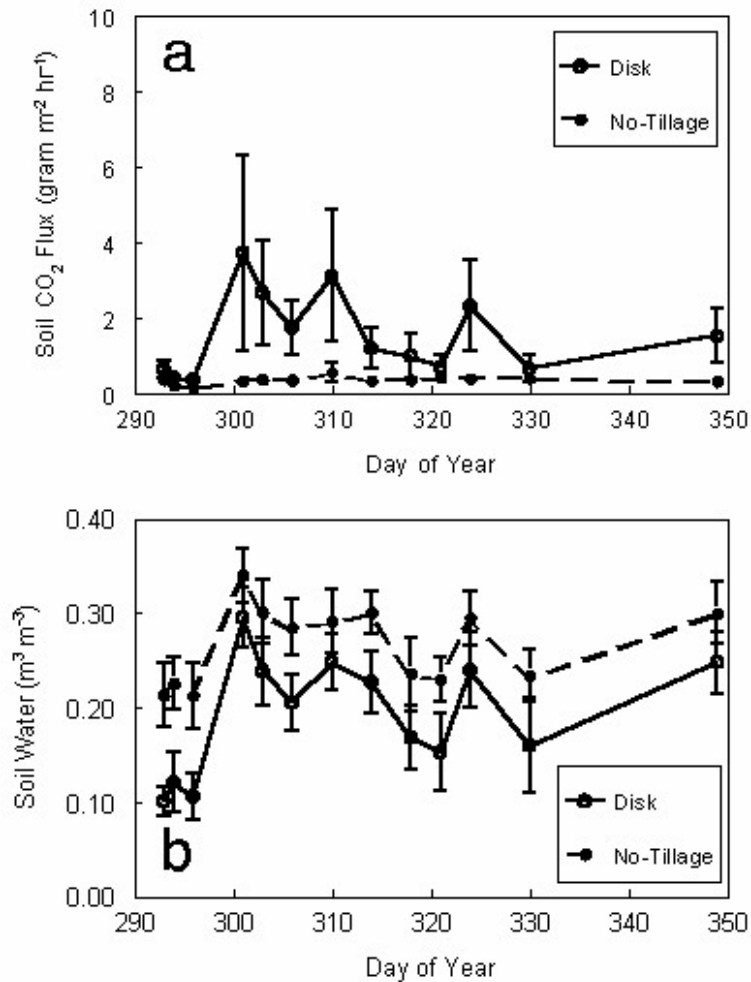 a
10
8
6
4
2
0
Soil CO₂ Flux (gram m⁻² hr⁻¹)
Disk
No-Tillage
290 300 310 320 330 340 350
Day of Year
b
0.40
0.30
0.20
0.10
0.00
Soil Water (m³ m⁻³)
Disk
No-Tillage
290 300 310 320 330 340 350
Day of Year